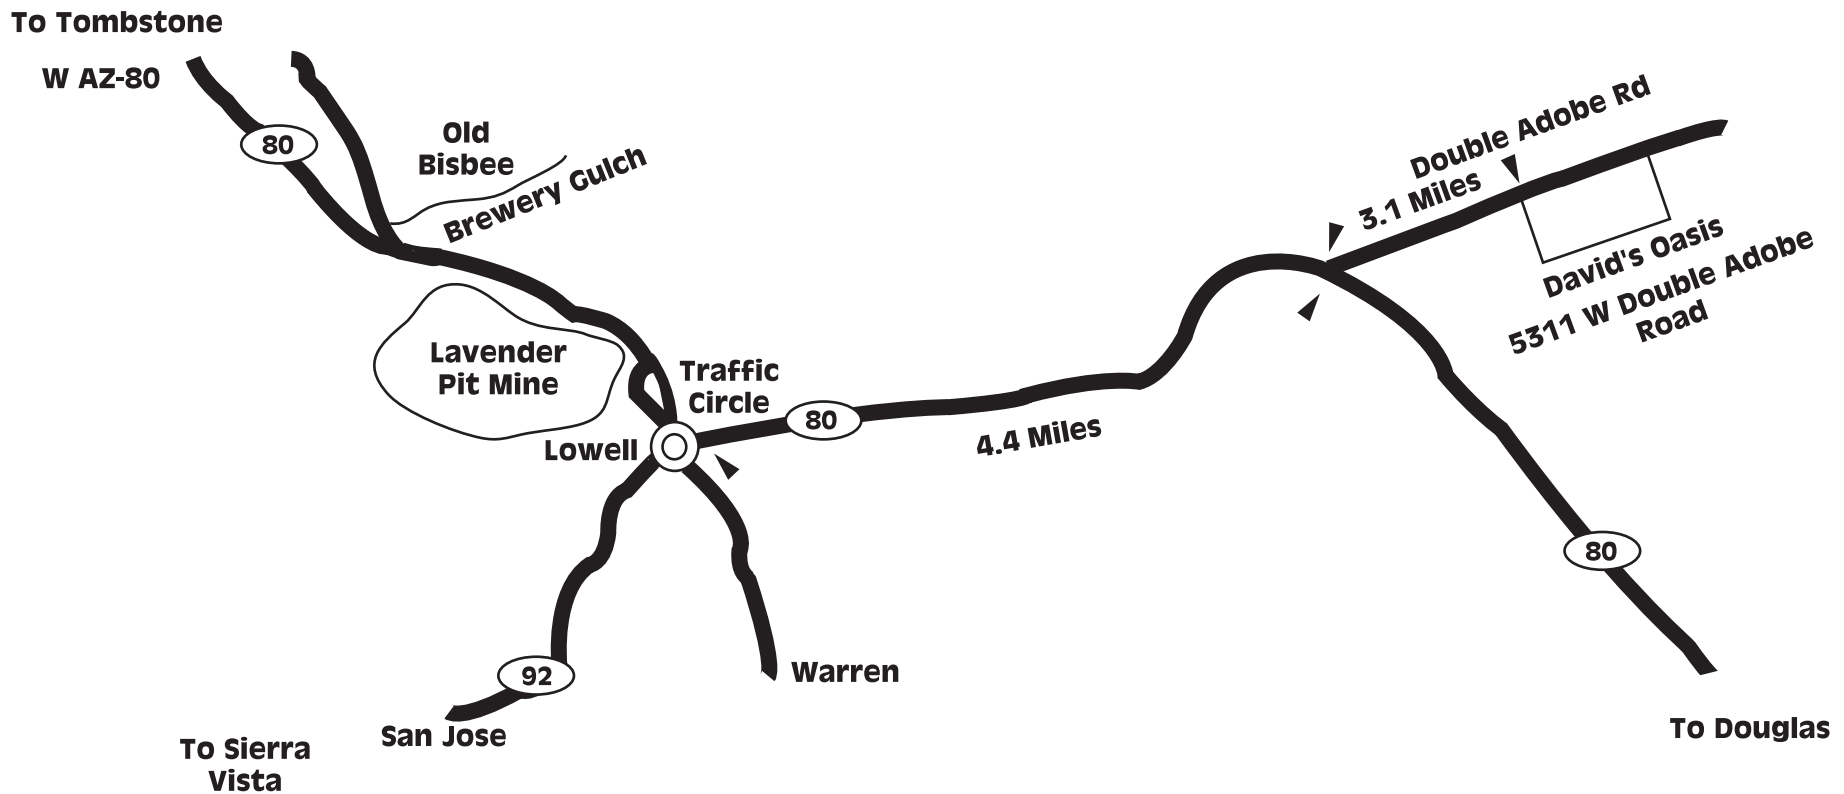 To Tombstone
W AZ-80
80
Old
Bisbee
Brewery Gulch
Lavender
Pit Mine
Traffic
Circle
Lowell
80
4.4 Miles
Double Adobe Rd
3.1 Miles
David's Oasis
5311 W Double Adobe
Road
80
92
Warren
San Jose
To Sierra
Vista
To Douglas